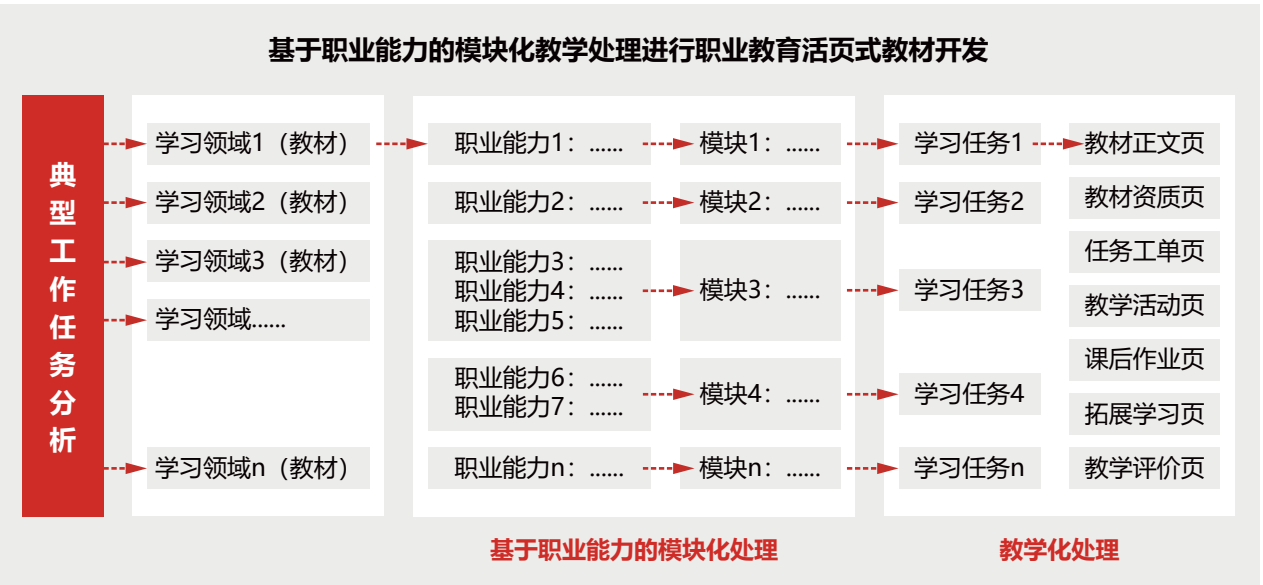 基于职业能力的模块化教学处理进行职业教育活页式教材开发
典型工作任务分析
学习领域1（教材）
学习领域2（教材）
学习领域3（教材）
学习领域......
学习领域n（教材）
职业能力1：......
职业能力2：......
职业能力3：......
职业能力4：......
职业能力5：......
职业能力6：......
职业能力7：......
职业能力n：......
模块1：......
模块2：......
模块3：......
模块4：......
模块n：......
学习任务1
学习任务2
学习任务3
学习任务4
学习任务n
教材正文页
教材资质页
任务工单页
教学活动页
课后作业页
拓展学习页
教学评价页
基于职业能力的模块化处理
教学化处理